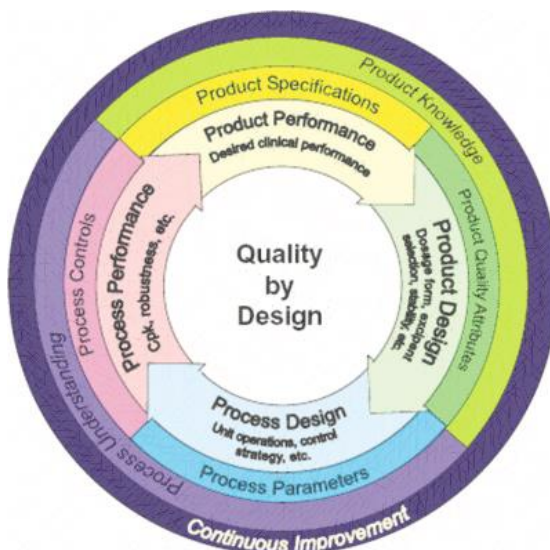 Product Knowledge
Product Specifications
Product Performance
Desired clinical performance
Product Quality Attributes
Product Design
Dosage form, excipient
selection, stability, etc.
Quality
by
Design
Process Performance
Cpk, robustness, etc.
Process Controls
Process Understanding
Process Design
Unit operations, control
strategy, etc.
Process Parameters
Continuous Improvement